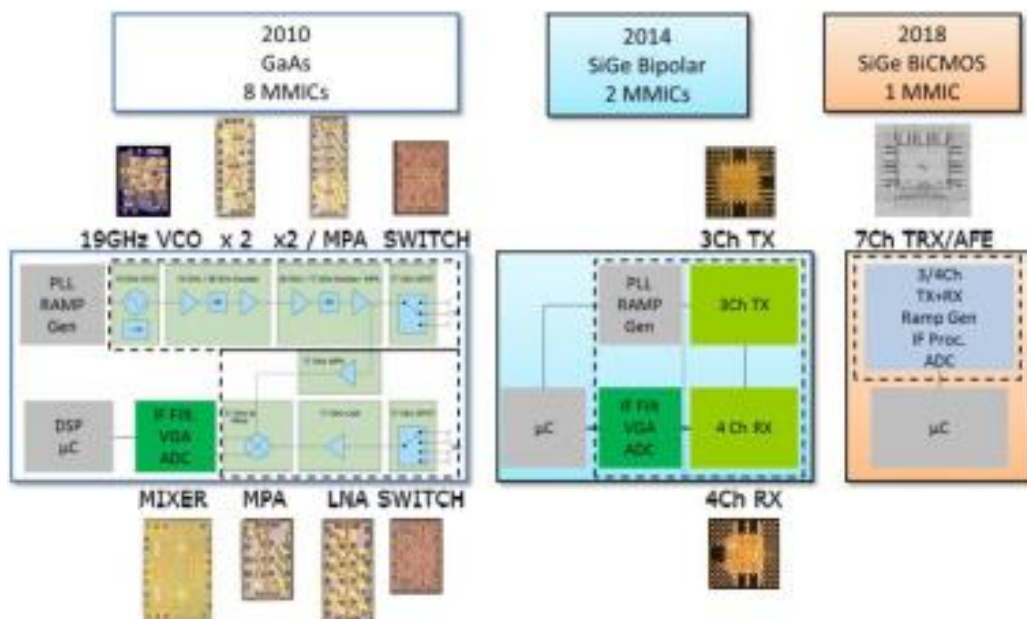 2010
GaAs
8 MMICs
2014
SiGe Bipolar
2 MMICs
2018
SiGe BiCMOS
1 MMIC
19GHz VCO x 2 x2 / MPA SWITCH
3Ch TX
7Ch TRX/AFE
PLL
RAMP
Gen
DSP
µC
IF Filt
VGA
ADC
PLL
RAMP
Gen
3Ch TX
µC
IF Filt
VGA
ADC
4 Ch RX
3/4Ch
TX+RX
Ramp Gen
IF Proc.
ADC
µC
MIXER MPA LNA SWITCH
4Ch RX